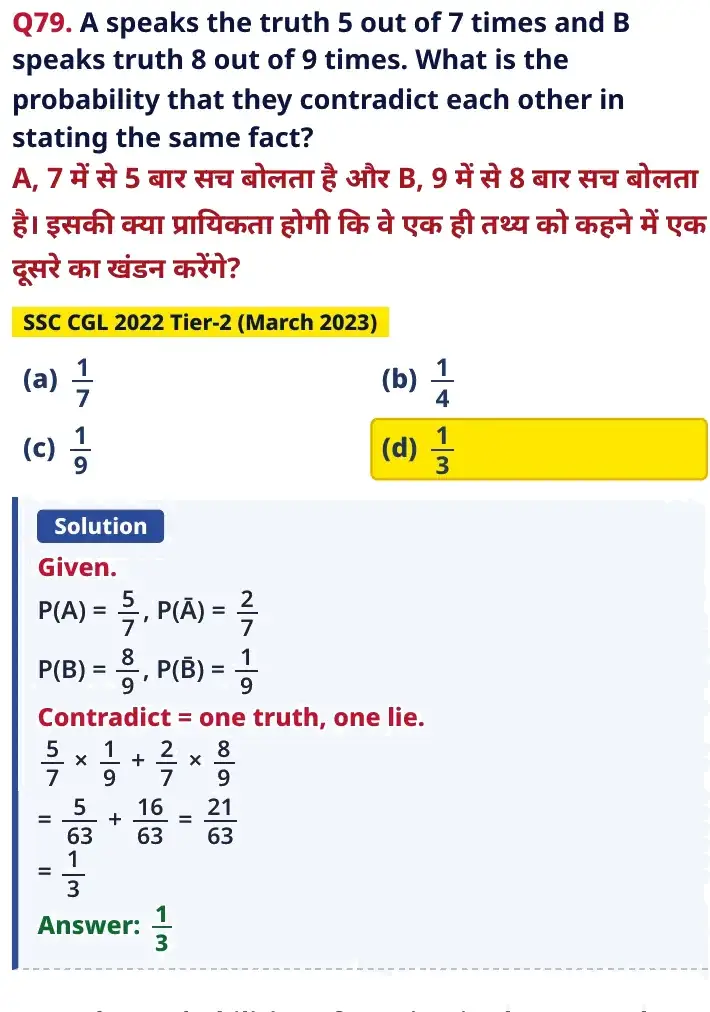 Q79. A speaks the truth 5 out of 7 times and B
speaks truth 8 out of 9 times. What is the
probability that they contradict each other in
stating the same fact?
A, 7 में से 5 बार सच बोलता है और B, 9 में से 8 बार सच बोलता
है। इसकी क्या प्रायिकता होगी कि वे एक ही तथ्य को कहने में एक
दूसरे का खंडन करेंगे?
SSC CGL 2022 Tier-2 (March 2023)
(a) 1/7 (b) 1/4
(c) 1/9 (d) 1/3
Solution
Given.
P(A) = 5/7, P(Ā) = 2/7
P(B) = 8/9, P(B̄) = 1/9
Contradict = one truth, one lie.
5/7 × 1/9 + 2/7 × 8/9
= 5/63 + 16/63 = 21/63
= 1/3
Answer: 1/3